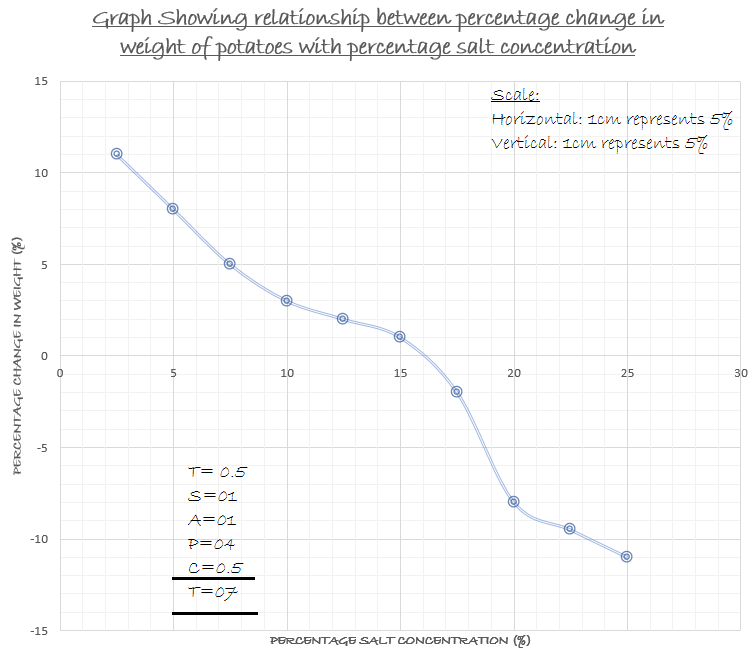 Graph Showing relationship between percentage change in
weight of potatoes with percentage salt concentration
Scale:
Horizontal: 1cm represents 5%
Vertical: 1cm represents 5%
15
10
5
0
-5
-10
-15
0 5 10 15 20 25 30
PERCENTAGE CHANGE IN WEIGHT (%)
T= 0.5
S=01
A=01
P=04
C=0.5
T=07
PERCENTAGE SALT CONCENTRATION (%)